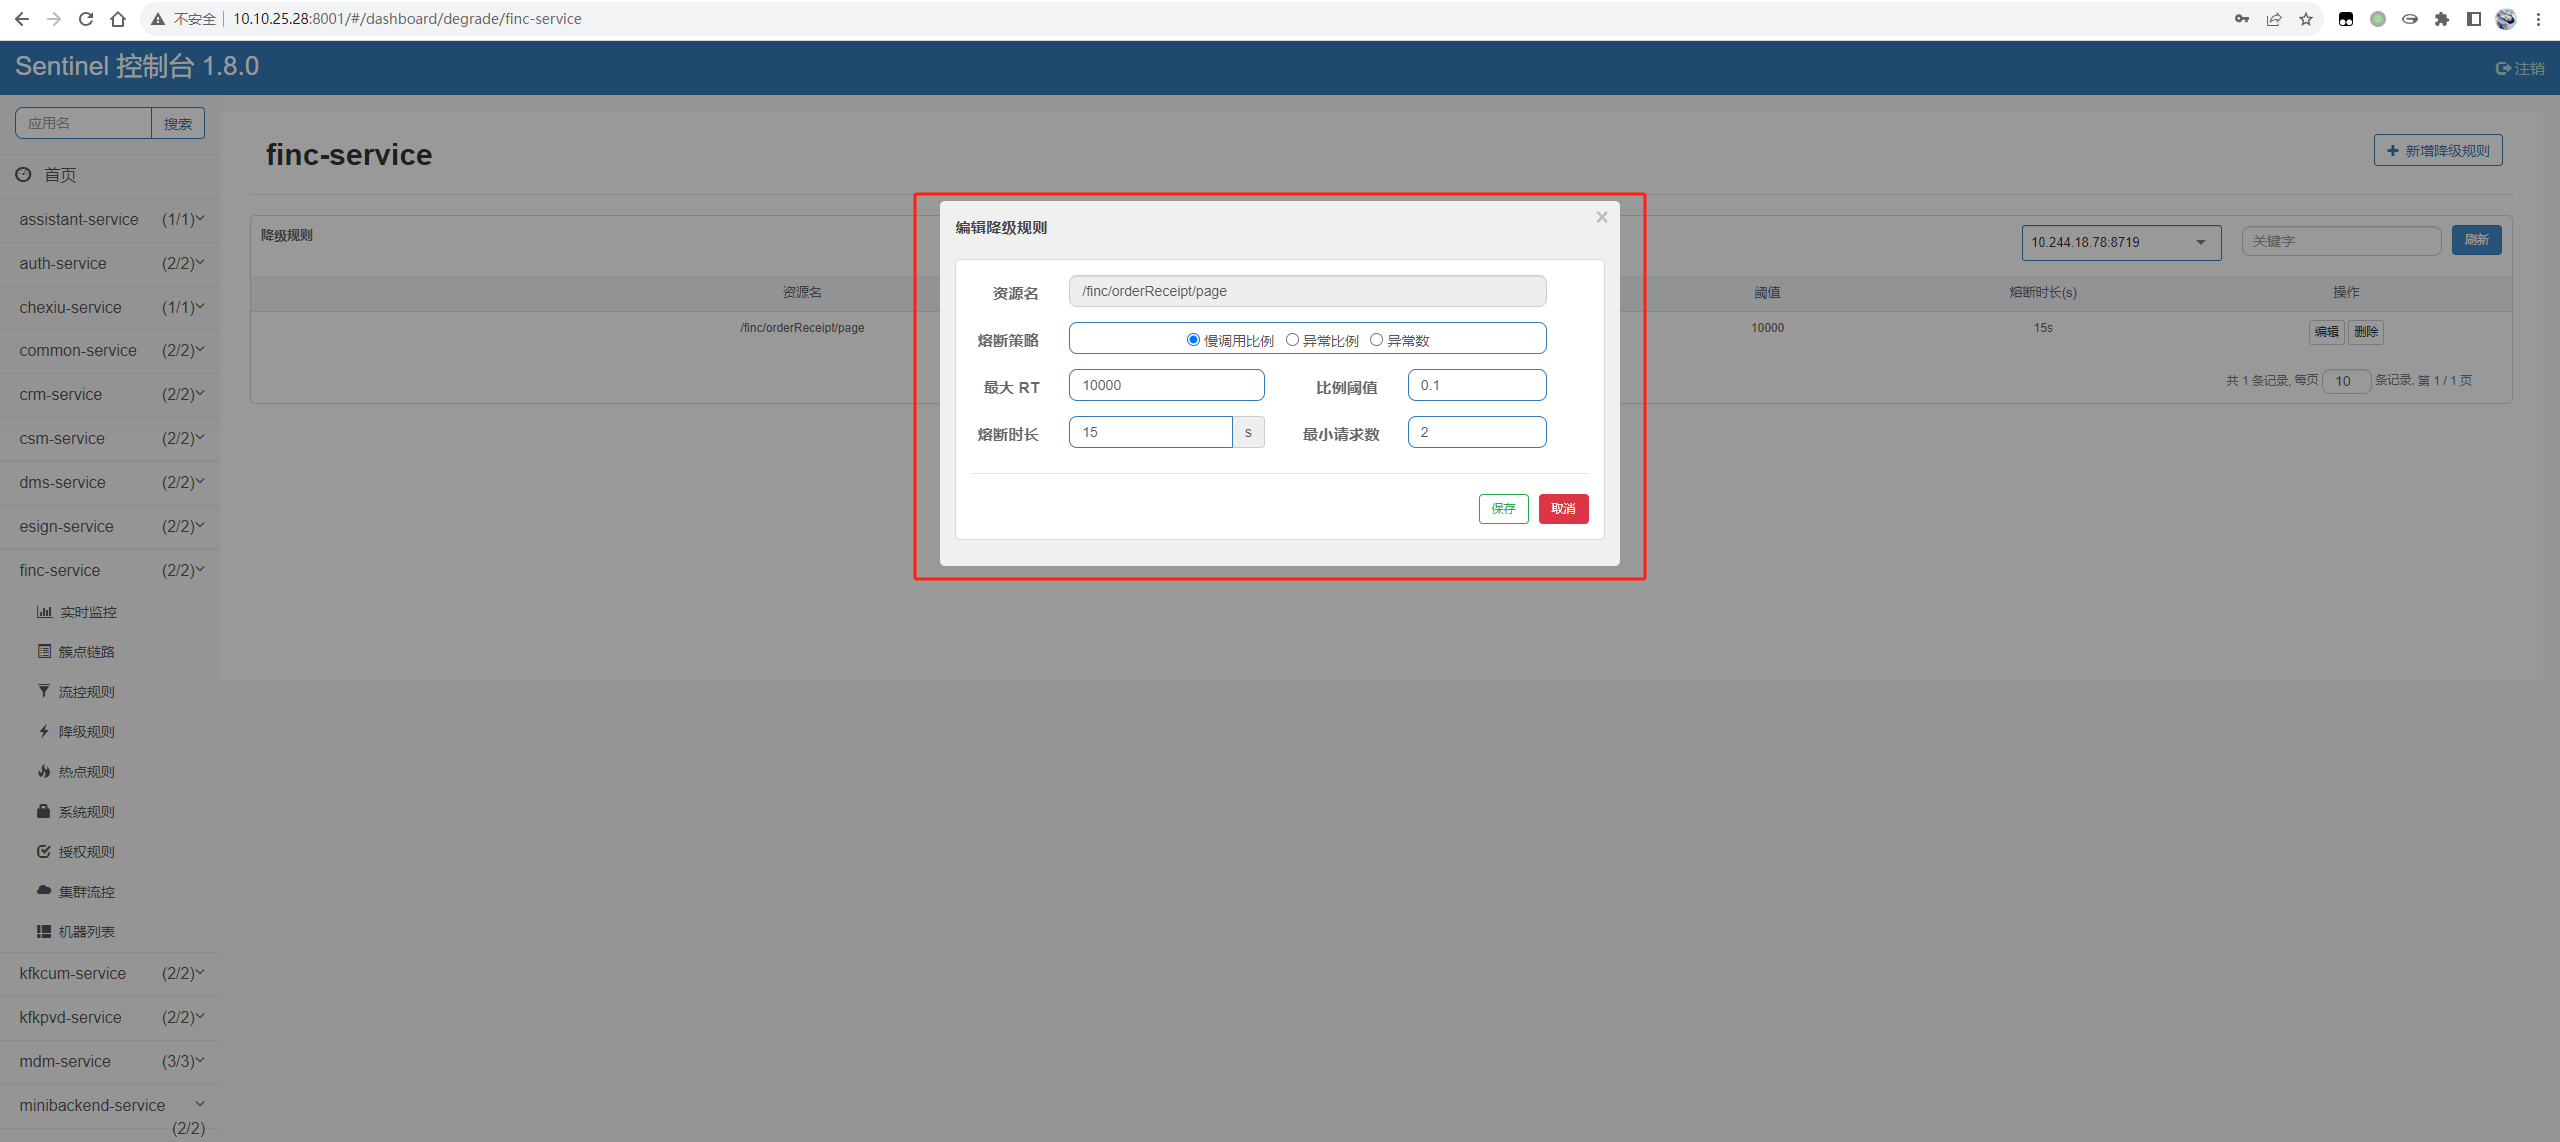 不安全 10.10.25.28:8001/#/dashboard/degrade/finc-service
Sentinel 控制台 1.8.0
注销
应用名 搜索
首页
assistant-service (1/1)
auth-service (2/2)
chexiu-service (1/1)
common-service (2/2)
crm-service (2/2)
csm-service (2/2)
dms-service (2/2)
esign-service (2/2)
finc-service (2/2)
实时监控
簇点链路
流控规则
降级规则
热点规则
系统规则
授权规则
集群流控
机器列表
kfkcum-service (2/2)
kfkpvd-service (2/2)
mdm-service (3/3)
minibackend-service
(2/2)
finc-service
新增降级规则
降级规则
10.244.18.78:8719 关键字 刷新
资源名 阈值 熔断时长(s) 操作
/finc/orderReceipt/page 10000 15s 编辑 删除
共 1 条记录, 每页 10 条记录, 第 1 / 1 页
编辑降级规则
×
资源名 /finc/orderReceipt/page
熔断策略 慢调用比例 异常比例 异常数
最大 RT 10000 比例阈值 0.1
熔断时长 15 s 最小请求数 2
保存 取消